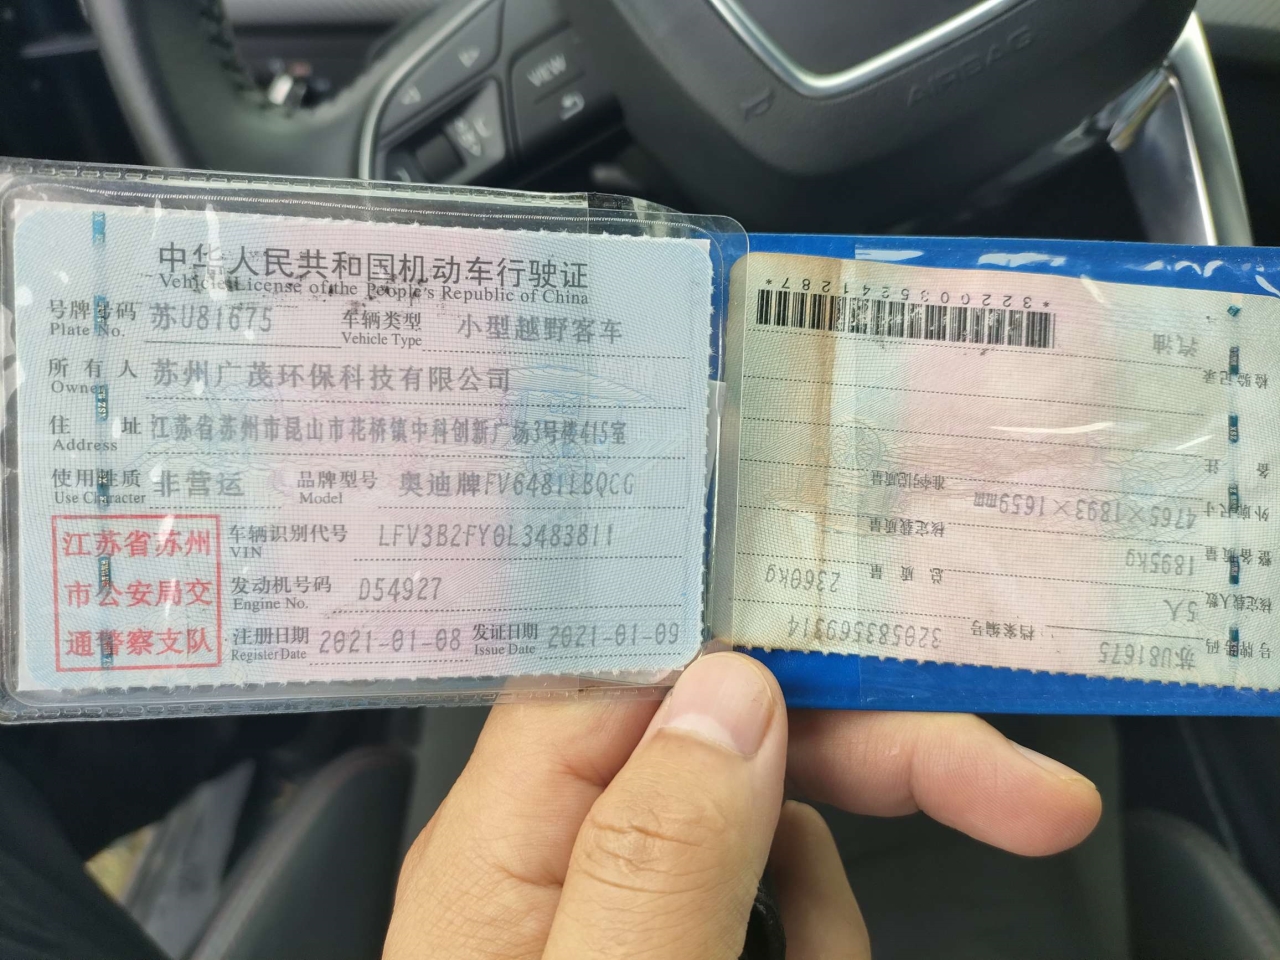 VIEW
AIRBAG
中华人民共和国机动车行驶证
Vehicle License of the People's Republic of China
号牌号码 苏U81675 车辆类型 小型越野客车
Plate No. Vehicle Type
所有人 苏州广茂环保科技有限公司
Owner
住址 江苏省苏州市昆山市花桥镇中科创新广场3号楼415室
Address
使用性质 非营运 品牌型号 奥迪牌FV6481LBQCG
Use Character Model
江苏省苏州
市公安局交
通警察支队
车辆识别代号 LFV3B2FY0L3483811
VIN
发动机号码 D54927
Engine No.
注册日期 2021-01-08 发证日期 2021-01-09
Register Date Issue Date
号牌号码 苏U81675 档案编号 320583569314
核定载人数 5人 总质量 2360kg
整备质量 1895kg 核定载质量
外廓尺寸 4765×1893×1659mm 准牵引总质量
备注
检验记录
汽油
*3220035241287*